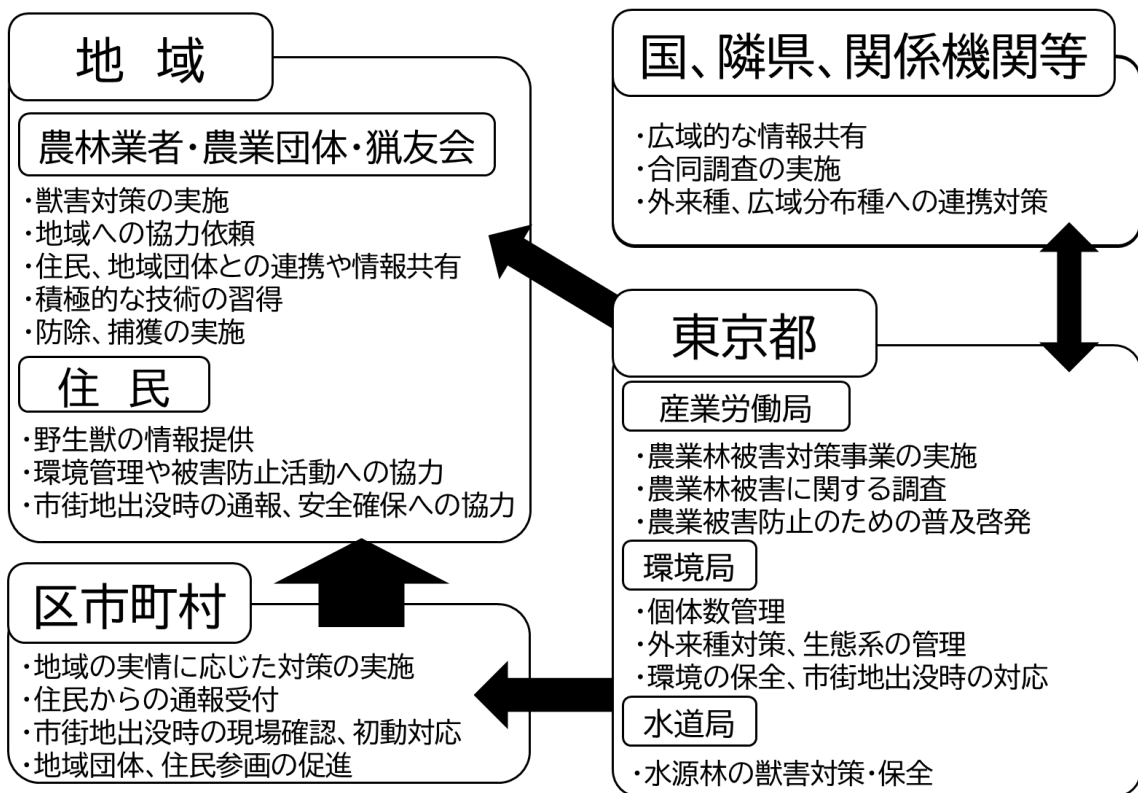 地 域
農林業者・農業団体・猟友会
・獣害対策の実施
・地域への協力依頼
・住民、地域団体との連携や情報共有
・積極的な技術の習得
・防除、捕獲の実施
住 民
・野生獣の情報提供
・環境管理や被害防止活動への協力
・市街地出没時の通報、安全確保への協力
区市町村
・地域の実情に応じた対策の実施
・住民からの通報受付
・市街地出没時の現場確認、初動対応
・地域団体、住民参画の促進
国、隣県、関係機関等
・広域的な情報共有
・合同調査の実施
・外来種、広域分布種への連携対策
東京都
産業労働局
・農業林被害対策事業の実施
・農業林被害に関する調査
・農業被害防止のための普及啓発
環境局
・個体数管理
・外来種対策、生態系の管理
・環境の保全、市街地出没時の対応
水道局
・水源林の獣害対策・保全